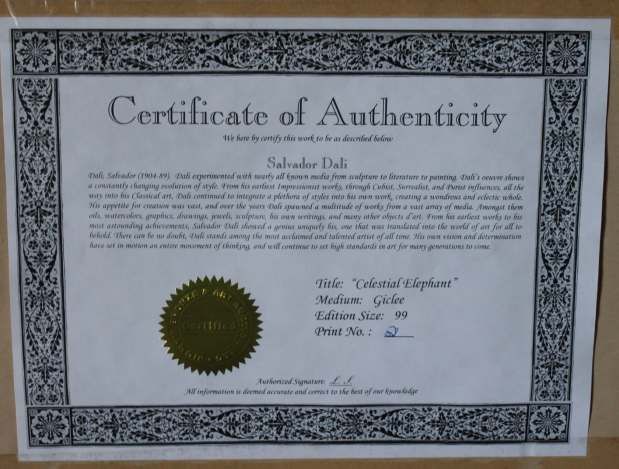 Certificate of Authenticity
We here by certify this work to be as described below
Salvador Dali
Dali, Salvador (1904-89). Dali experimented with nearly all known media from sculpture to literature to painting. Dali's oeuvre shows
a constantly changing evolution of style. From his earliest Impressionist works, through Cubist, Surrealist, and Purist influences, all the
way into his Classical art, Dali continued to integrate a plethora of styles into his own work, creating a wondrous and eclectic whole.
His appetite for creation was vast, and over the years Dali spawned a multitude of works from a vast array of media. Amongst them
oils, watercolors, graphics, drawings, jewels, sculpture, his own writings, and many other objects d'art. From his earliest works to his
most astounding achievements, Salvador Dali showed a genius uniquely his, one that was translated into the world of art for all to
behold. There can be no doubt, Dali stands among the most acclaimed and talented artist of all time. His own vision and determination
have set in motion an entire movement of thinking, and will continue to set high standards in art for many generations to come.
Title: "Celestial Elephant"
Medium: Giclee
Edition Size: 99
Print No. :
Certified
Authorized Signature:
All information is deemed accurate and correct to the best of our knowledge